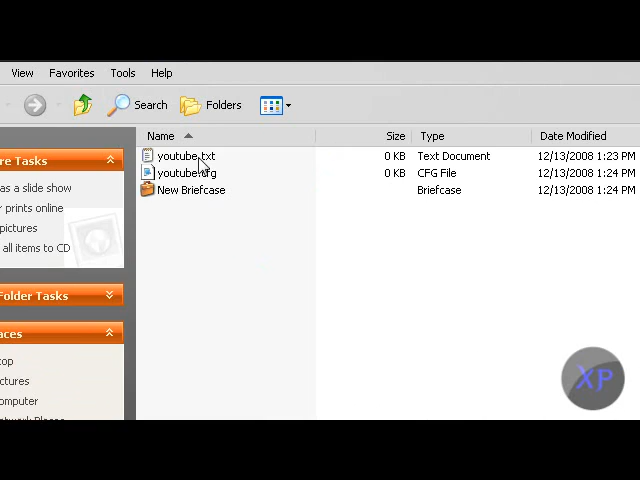 View Favorites Tools Help
Search Folders
Name Size Type Date Modified
youtube.txt 0 KB Text Document 12/13/2008 1:23 PM
youtube.cfg 0 KB CFG File 12/13/2008 1:24 PM
New Briefcase Briefcase 12/13/2008 1:24 PM
re Tasks
as a slide show
r prints online
pictures
all items to CD
Folder Tasks
aces
top
ictures
omputer
XP